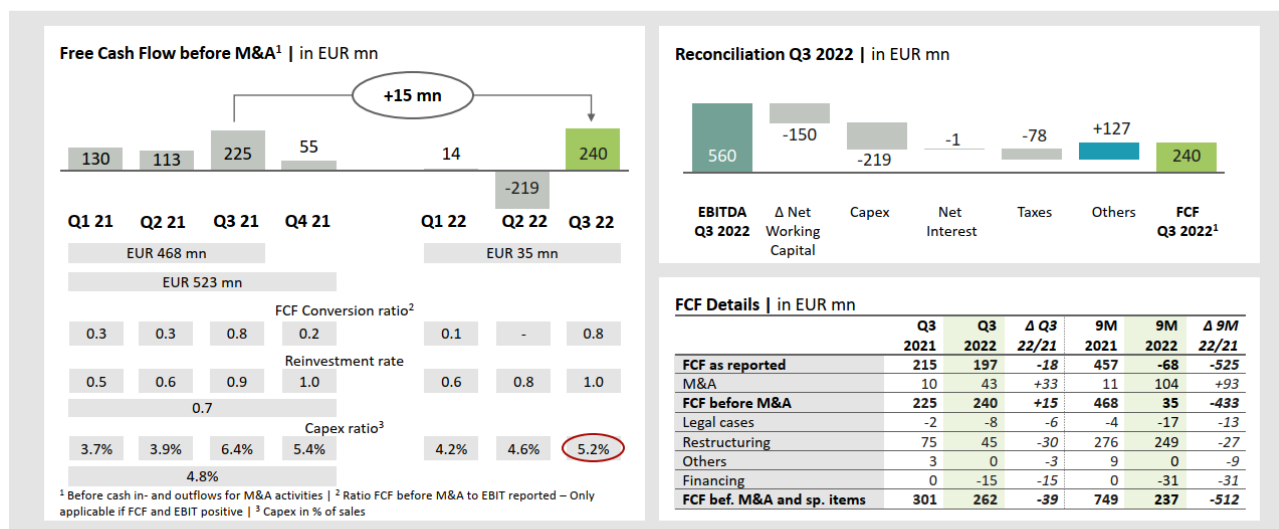 Free Cash Flow before M&A¹ | in EUR mn
+15 mn
130 113 225 55 14 -219 240
Q1 21 Q2 21 Q3 21 Q4 21 Q1 22 Q2 22 Q3 22
EUR 468 mn EUR 35 mn
EUR 523 mn
FCF Conversion ratio²
0.3 0.3 0.8 0.2 0.1 - 0.8
Reinvestment rate
0.5 0.6 0.9 1.0 0.6 0.8 1.0
0.7
Capex ratio³
3.7% 3.9% 6.4% 5.4% 4.2% 4.6% 5.2%
4.8%
¹ Before cash in- and outflows for M&A activities | ² Ratio FCF before M&A to EBIT reported – Only
applicable if FCF and EBIT positive | ³ Capex in % of sales
Reconciliation Q3 2022 | in EUR mn
560 -150 -219 -1 -78 +127 240
EBITDA Δ Net Capex Net Taxes Others FCF
Q3 2022 Working Interest Q3 2022¹
Capital
FCF Details | in EUR mn
Q3 Q3 Δ Q3 9M 9M Δ 9M
2021 2022 22/21 2021 2022 22/21
FCF as reported 215 197 -18 457 -68 -525
M&A 10 43 +33 11 104 +93
FCF before M&A 225 240 +15 468 35 -433
Legal cases -2 -8 -6 -4 -17 -13
Restructuring 75 45 -30 276 249 -27
Others 3 0 -3 9 0 -9
Financing 0 -15 -15 0 -31 -31
FCF bef. M&A and sp. items 301 262 -39 749 237 -512